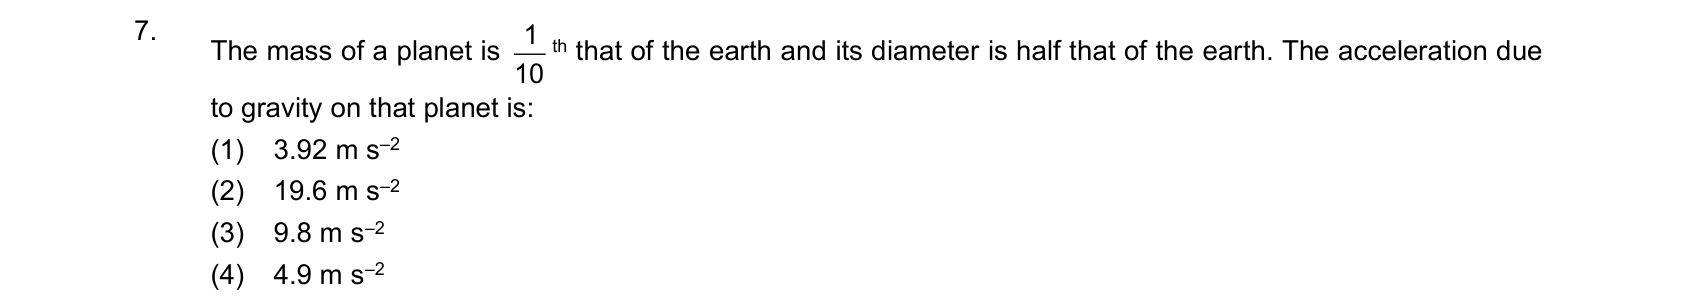 7.
The mass of a planet is 1/10 th that of the earth and its diameter is half that of the earth. The acceleration due
to gravity on that planet is:
(1) 3.92 m s⁻²
(2) 19.6 m s⁻²
(3) 9.8 m s⁻²
(4) 4.9 m s⁻²